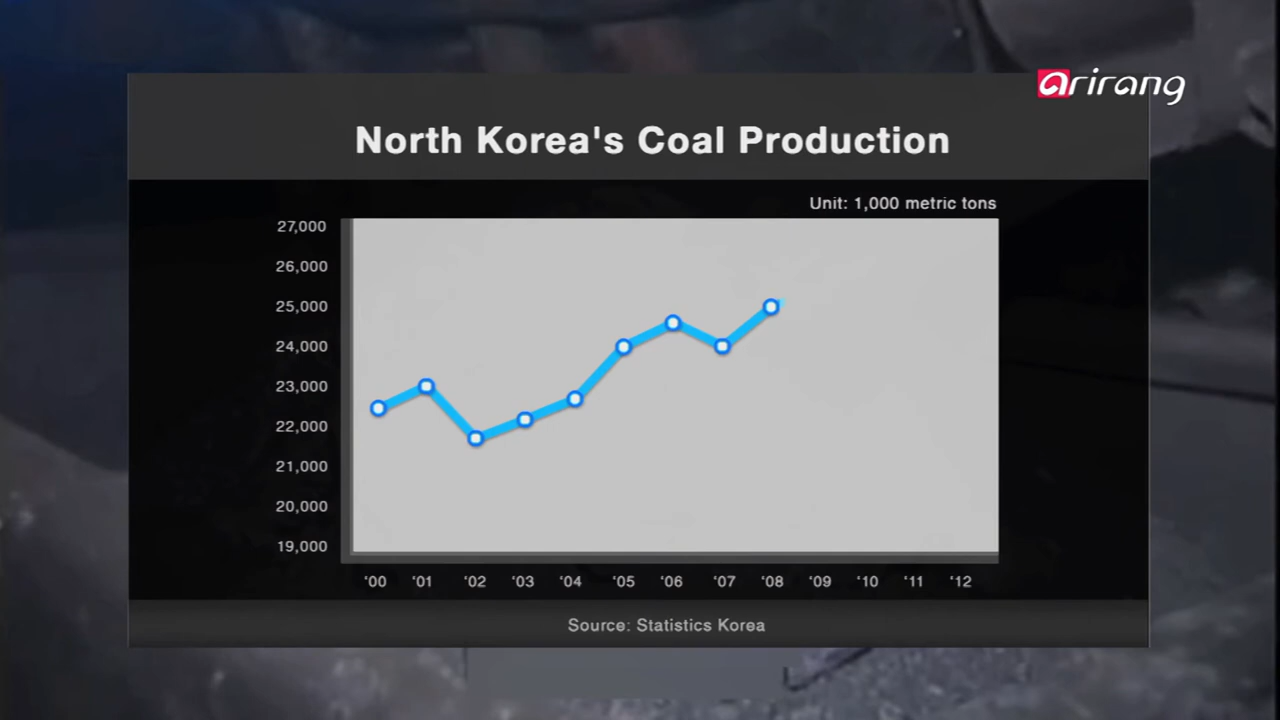 arirang
North Korea's Coal Production
Unit: 1,000 metric tons
27,000
26,000
25,000
24,000
23,000
22,000
21,000
20,000
19,000
‘00 ‘01 ‘02 ‘03 ‘04 ‘05 ‘06 ‘07 ‘08 ‘09 ‘10 ‘11 ‘12
Source: Statistics Korea